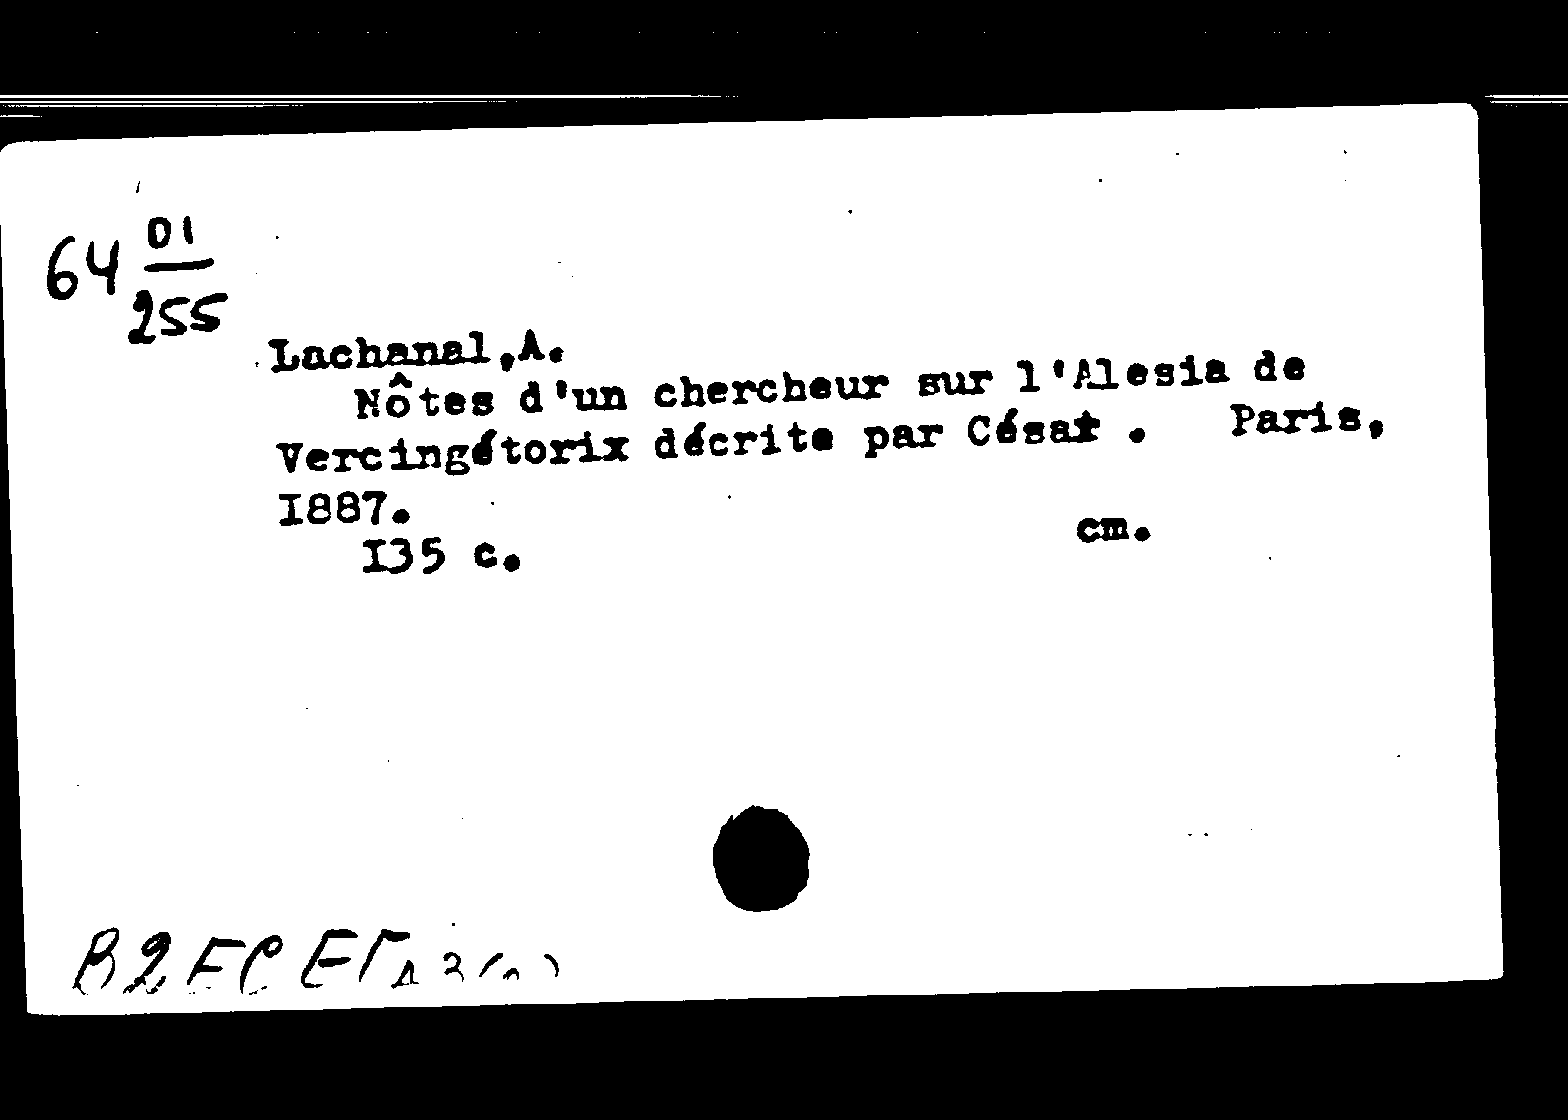 64 01/255
Lachanal,A.
Nôtes d'un chercheur sur l'Alesia de
Vercingétorix décrite par César . Paris,
I887.
I35 c. cm.